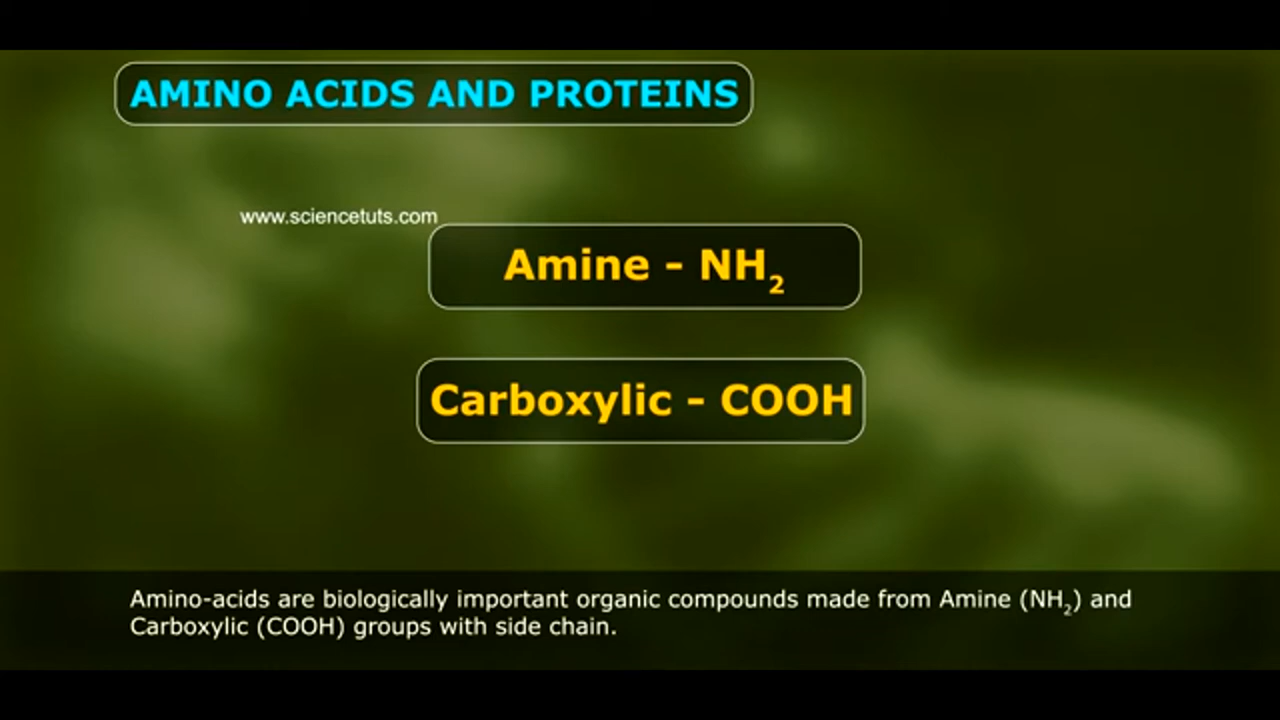 AMINO ACIDS AND PROTEINS
www.sciencetuts.com
Amine - NH₂
Carboxylic - COOH
Amino-acids are biologically important organic compounds made from Amine (NH₂) and
Carboxylic (COOH) groups with side chain.